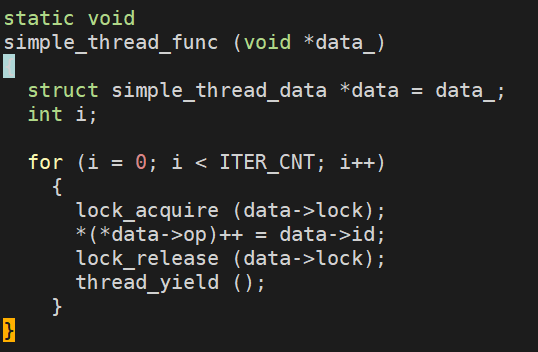 static void
simple_thread_func (void *data_)

  struct simple_thread_data *data = data_;
  int i;

  for (i = 0; i < ITER_CNT; i++)
    {
      lock_acquire (data->lock);
      *(*data->op)++ = data->id;
      lock_release (data->lock);
      thread_yield ();
    }
}